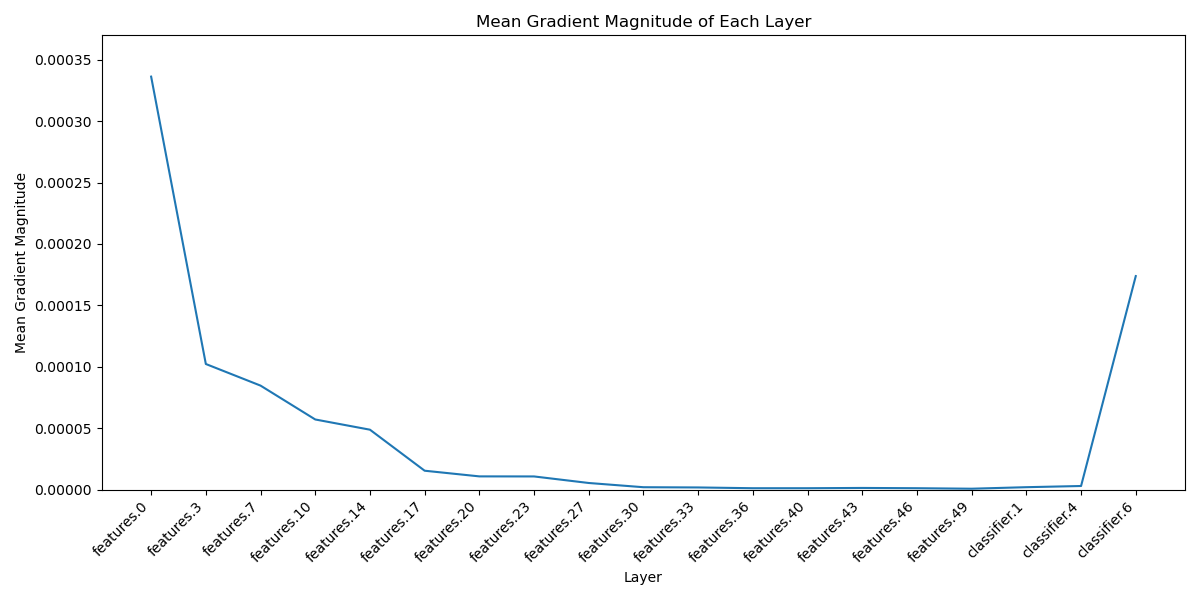 Mean Gradient Magnitude of Each Layer
0.00035
0.00030
0.00025
0.00020
0.00015
0.00010
0.00005
0.00000
Mean Gradient Magnitude
features.0
features.3
features.7
features.10
features.14
features.17
features.20
features.23
features.27
features.30
features.33
features.36
features.40
features.43
features.46
features.49
classifier.1
classifier.4
classifier.6
Layer